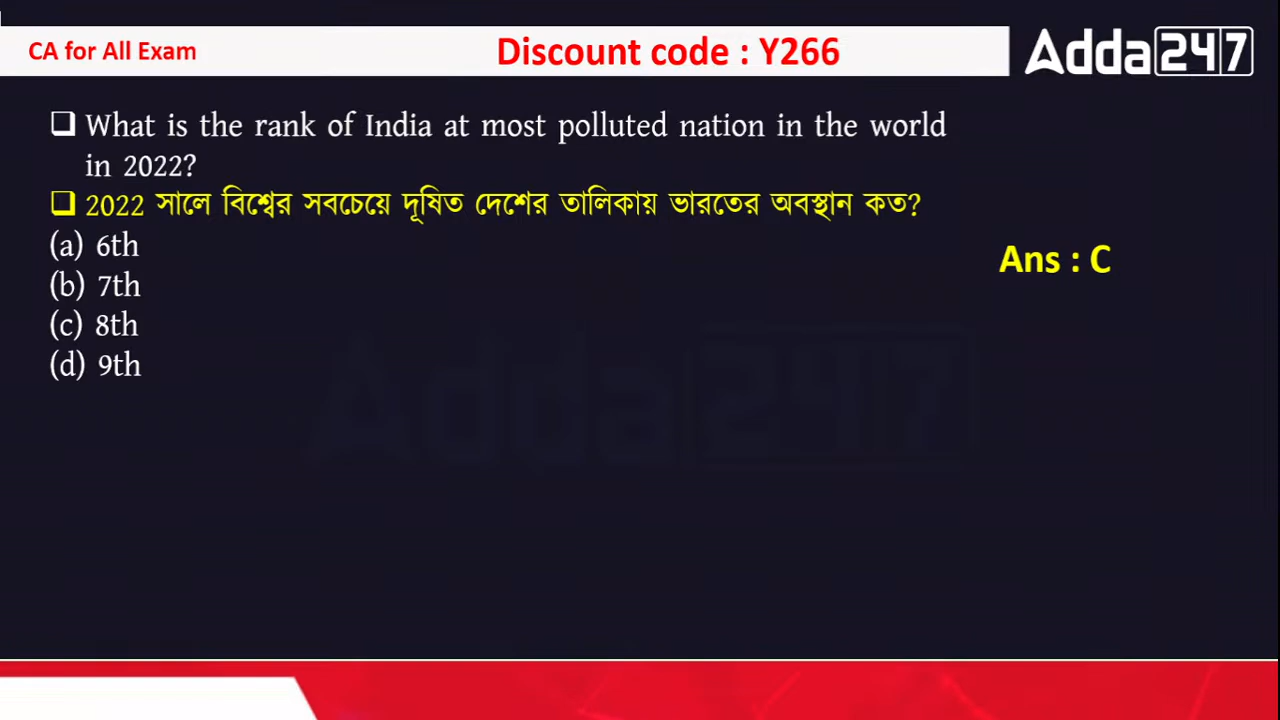 CA for All Exam
Discount code : Y266
Adda247
What is the rank of India at most polluted nation in the world
in 2022?
2022 সালে বিশ্বের সবচেয়ে দূষিত দেশের তালিকায় ভারতের অবস্থান কত?
(a) 6th
Ans : C
(b) 7th
(c) 8th
(d) 9th
Adda247